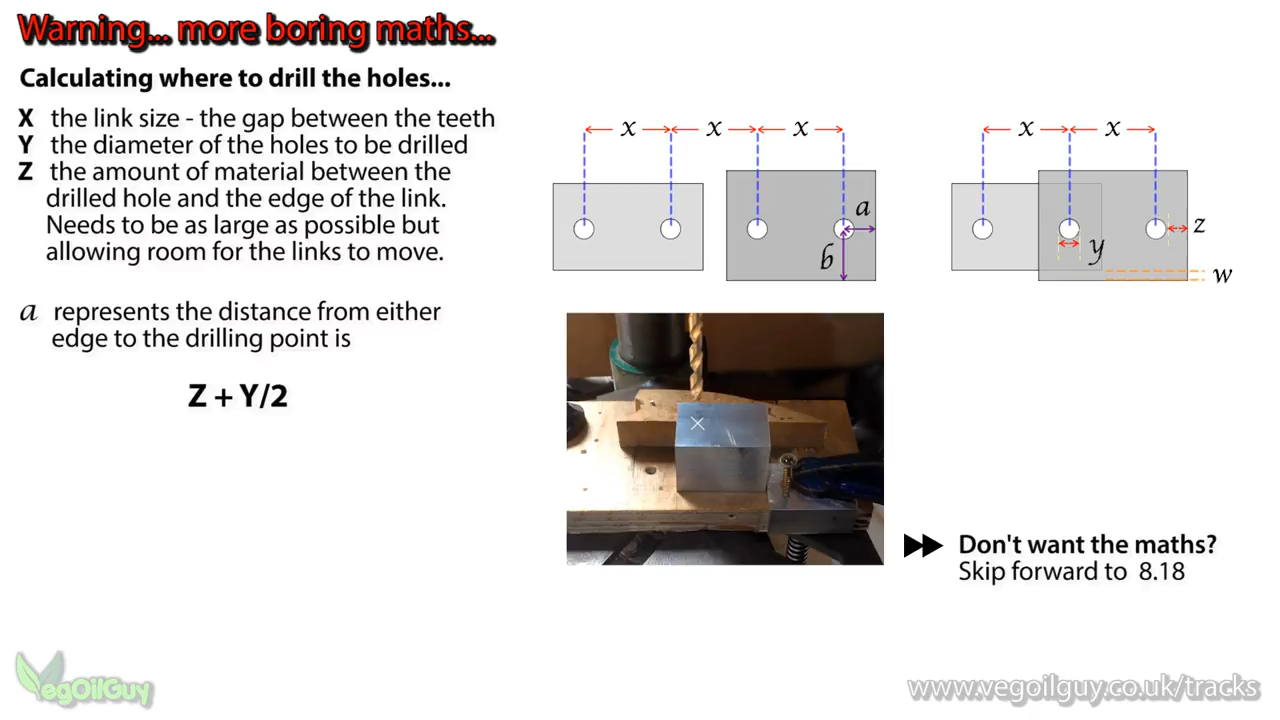 Warning... more boring maths...
Calculating where to drill the holes...
X the link size - the gap between the teeth
Y the diameter of the holes to be drilled
Z the amount of material between the
drilled hole and the edge of the link.
Needs to be as large as possible but
allowing room for the links to move.
a represents the distance from either
edge to the drilling point is
Z + Y/2
x x x
a
b
x x
z
y
w
Don't want the maths?
Skip forward to 8.18
VegOilGuy
www.vegoilguy.co.uk/tracks